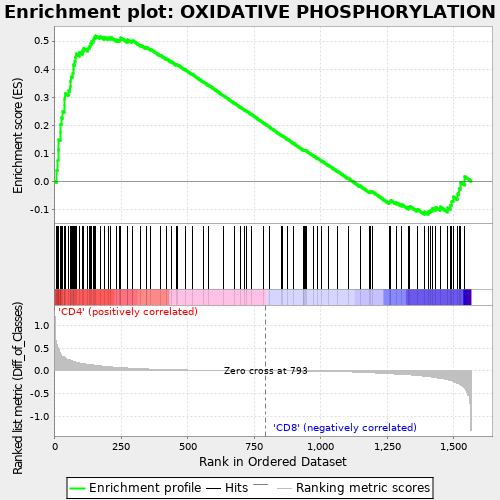 Enrichment plot: OXIDATIVE PHOSPHORYLATION
Enrichment score (ES)
0.5
0.4
0.3
0.2
0.1
0.0
-0.1
Ranked list metric (Diff_of_Classes)
'CD4' (positively correlated)
1.0
0.5
0.0
-0.5
-1.0
Zero cross at 793
'CD8' (negatively correlated)
0 250 500 750 1,000 1,250 1,500
Rank in Ordered Dataset
Enrichment profile Hits Ranking metric scores